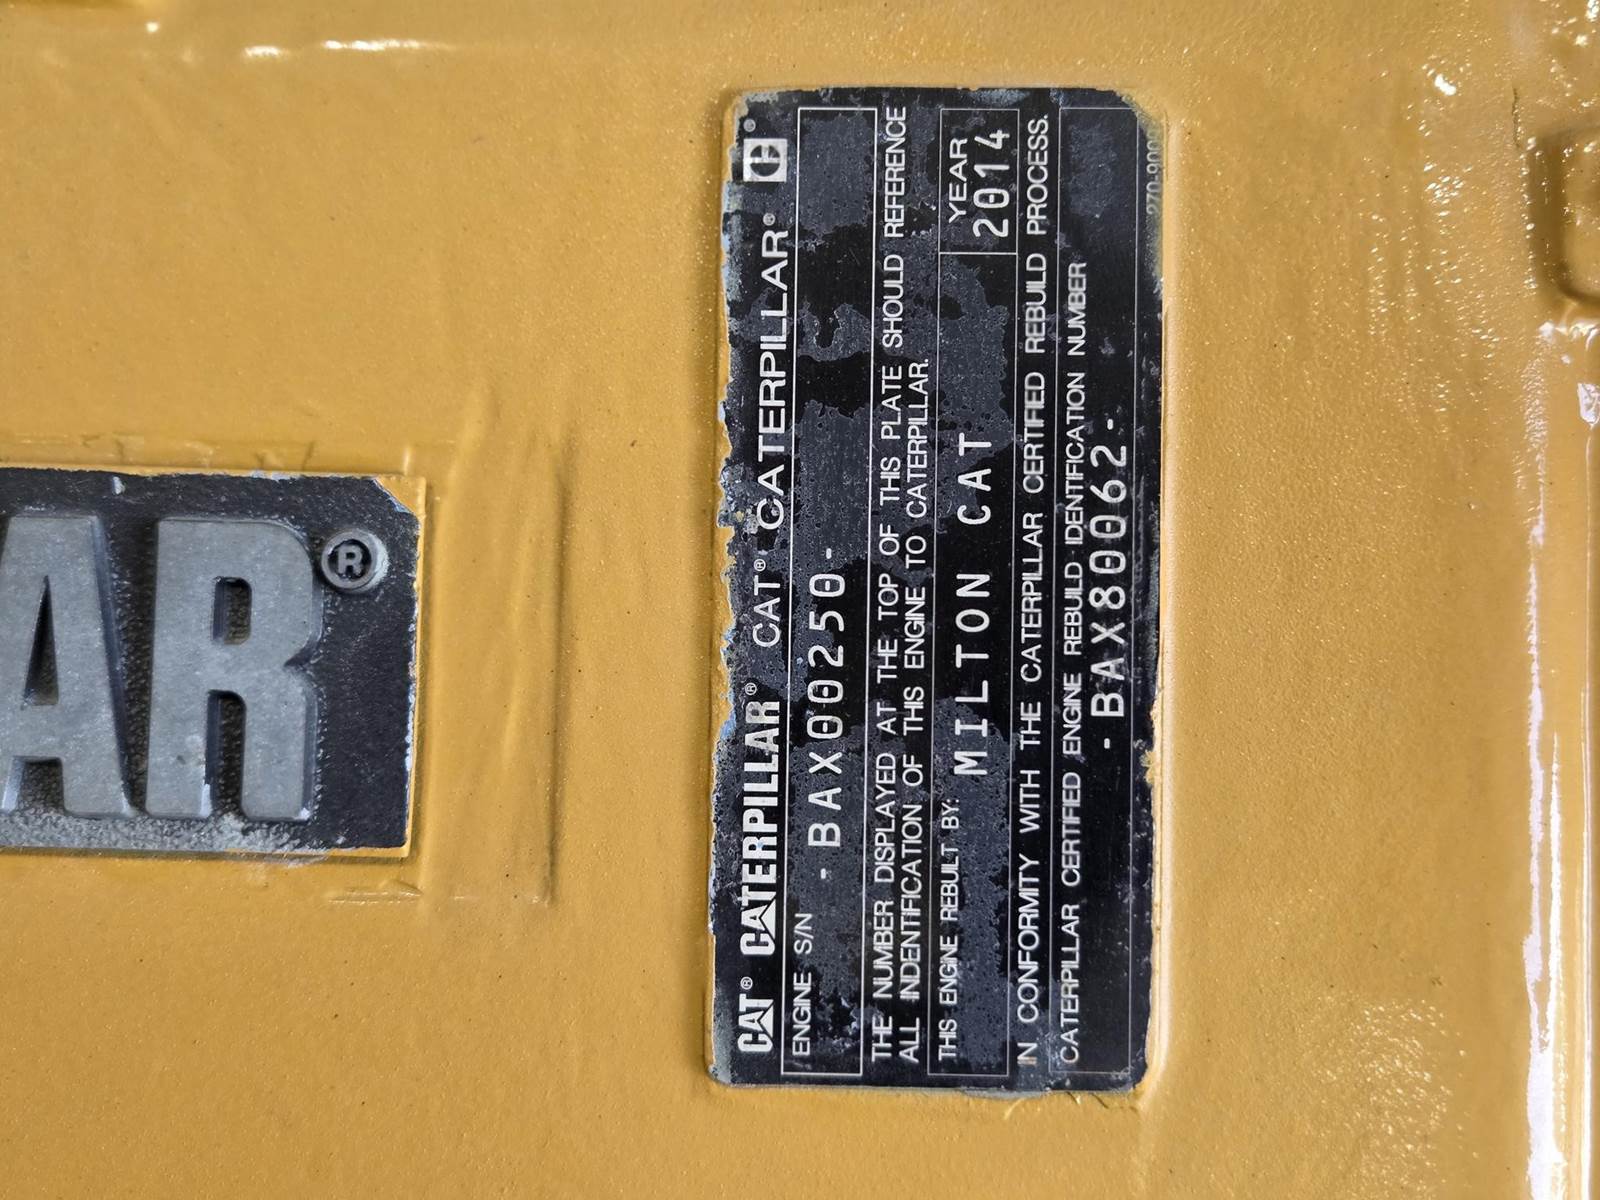 AR®
CAT® CATERPILLAR® CAT® CATERPILLAR® ®
ENGINE S/N
-BAX00250-
THE NUMBER DISPLAYED AT THE TOP OF THIS PLATE SHOULD REFERENCE
ALL INDENTIFICATION OF THIS ENGINE TO CATERPILLAR.
THIS ENGINE REBUILT BY: MILTON CAT
YEAR
2014
IN CONFORMITY WITH THE CATERPILLAR CERTIFIED REBUILD PROCESS.
CATERPILLAR CERTIFIED ENGINE REBUILD IDENTIFICATION NUMBER
-BAX80062-